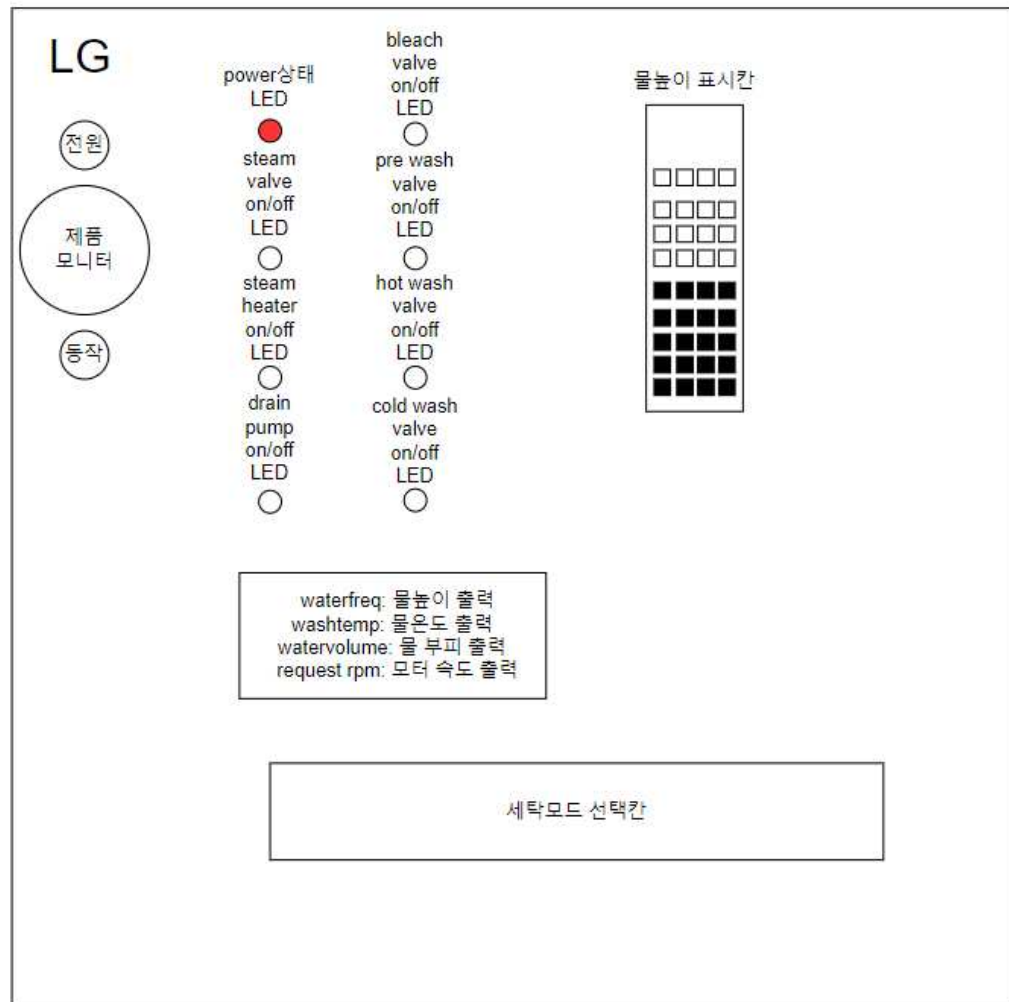 LG
전원
제품
모니터
동작
power상태
LED
steam
valve
on/off
LED
steam
heater
on/off
LED
drain
pump
on/off
LED
bleach
valve
on/off
LED
pre wash
valve
on/off
LED
hot wash
valve
on/off
LED
cold wash
valve
on/off
LED
물높이 표시칸
waterfreq: 물높이 출력
washtemp: 물온도 출력
watervolume: 물 부피 출력
request rpm: 모터 속도 출력
세탁모드 선택칸